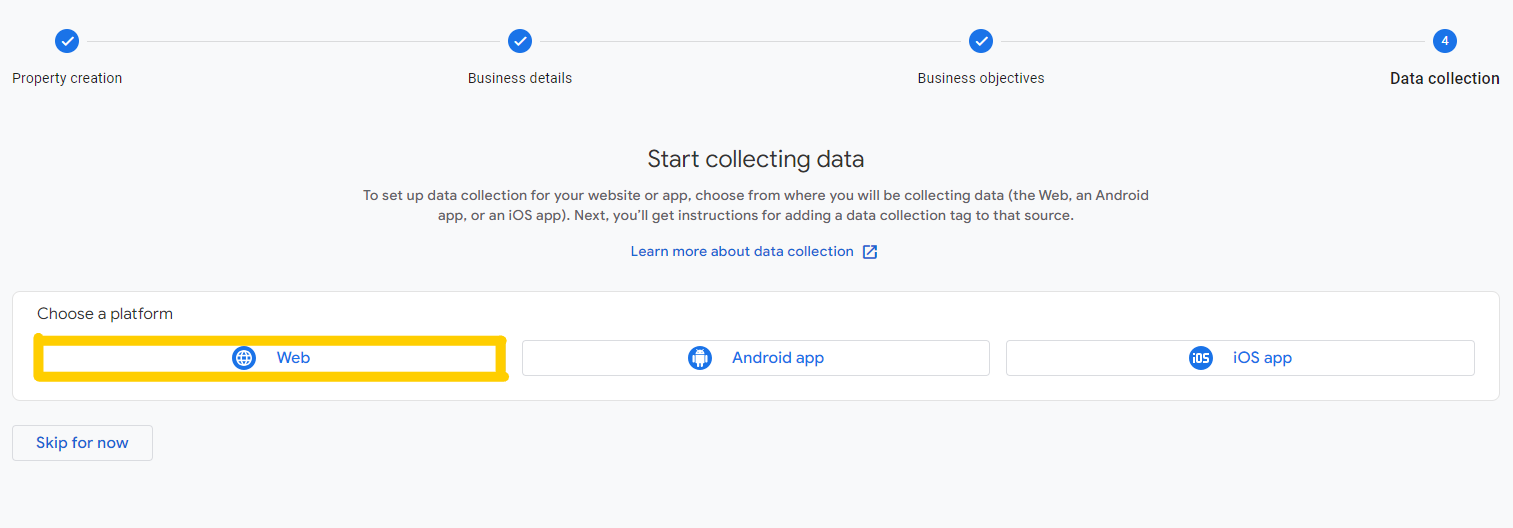 4
Property creation
Business details
Business objectives
Data collection
Start collecting data
To set up data collection for your website or app, choose from where you will be collecting data (the Web, an Android
app, or an iOS app). Next, you’ll get instructions for adding a data collection tag to that source.
Learn more about data collection
Choose a platform
Web
Android app
iOS iOS app
Skip for now